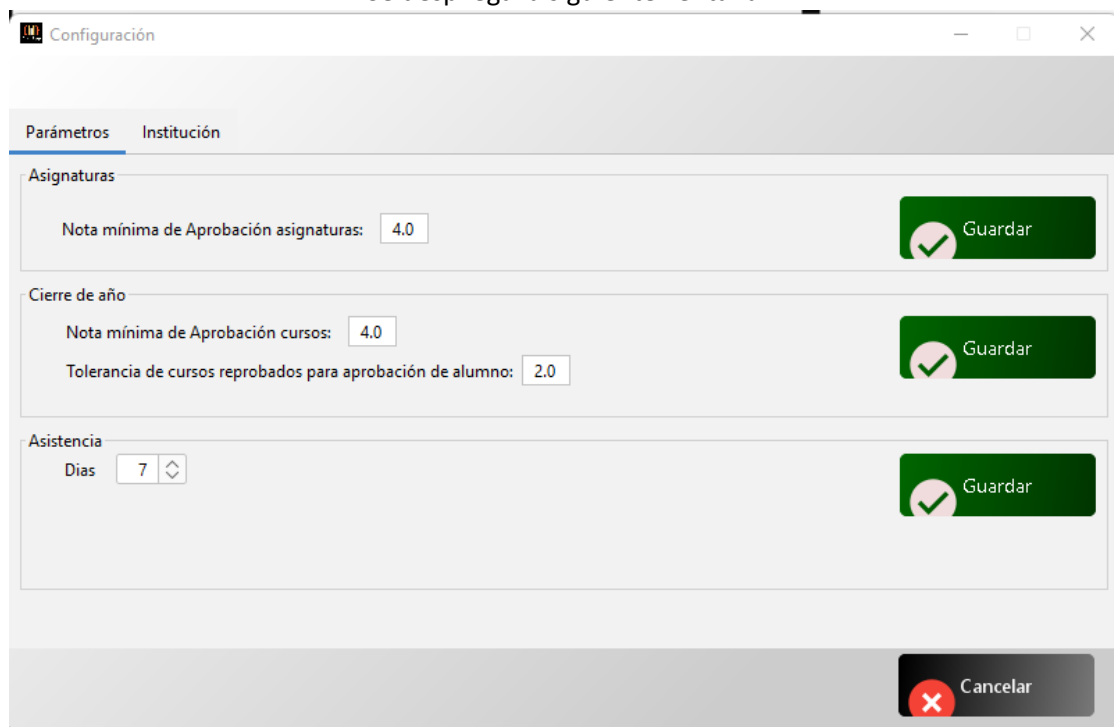 Configuración
Parámetros Institución
Asignaturas
Nota mínima de Aprobación asignaturas: 4.0
Guardar
Cierre de año
Nota mínima de Aprobación cursos: 4.0
Guardar
Tolerancia de cursos reprobados para aprobación de alumno: 2.0
Asistencia
Dias 7
Guardar
Cancelar